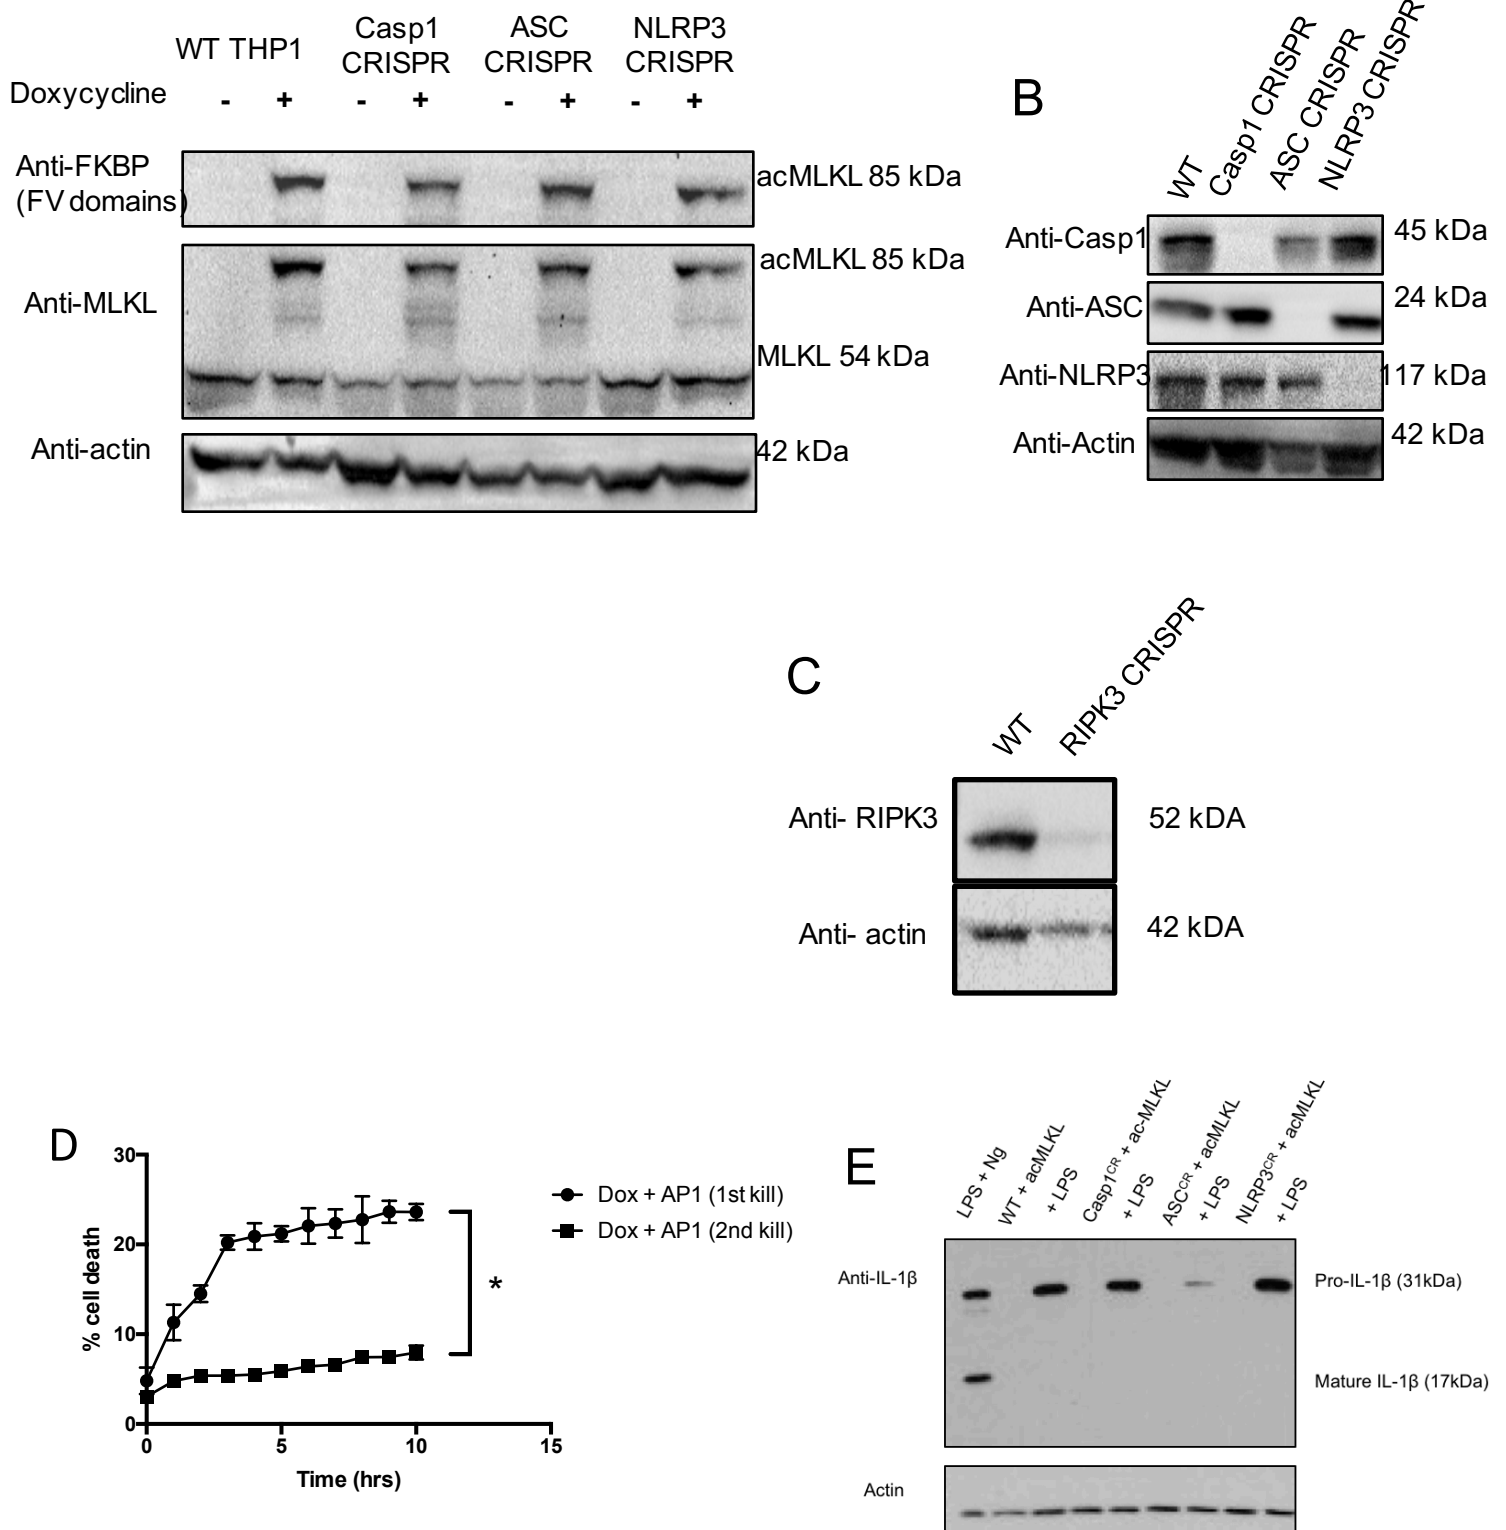 WT THP1
Casp1
CRISPR
ASC
CRISPR
NLRP3
CRISPR
Doxycycline
- + - + - + - +
Anti-FKBP
(FV domains)
acMLKL 85 kDa
Anti-MLKL
acMLKL 85 kDa
MLKL 54 kDa
Anti-actin
42 kDa
B
WT
Casp1 CRISPR
ASC CRISPR
NLRP3 CRISPR
Anti-Casp1
45 kDa
Anti-ASC
24 kDa
Anti-NLRP3
117 kDa
Anti-Actin
42 kDa
C
WT
RIPK3 CRISPR
Anti- RIPK3
52 kDA
Anti- actin
42 kDA
D
30
20
10
0
% cell death
0 5 10 15
Time (hrs)
Dox + AP1 (1st kill)
Dox + AP1 (2nd kill)
*
E
LPS + Ng
WT + acMLKL
+ LPS
Casp1CR + ac-MLKL
+ LPS
ASCCR + acMLKL
+ LPS
NLRP3CR + acMLKL
+ LPS
Anti-IL-1β
Pro-IL-1β (31kDa)
Mature IL-1β (17kDa)
Actin